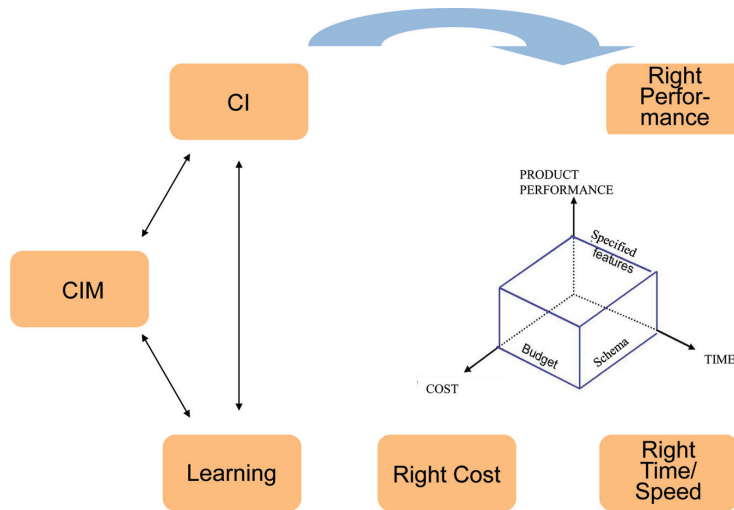 CI
Right
Perfor-
mance
PRODUCT
PERFORMANCE
Specified
features
CIM
Budget
Schema
TIME
COST
Learning
Right Cost
Right
Time/
Speed